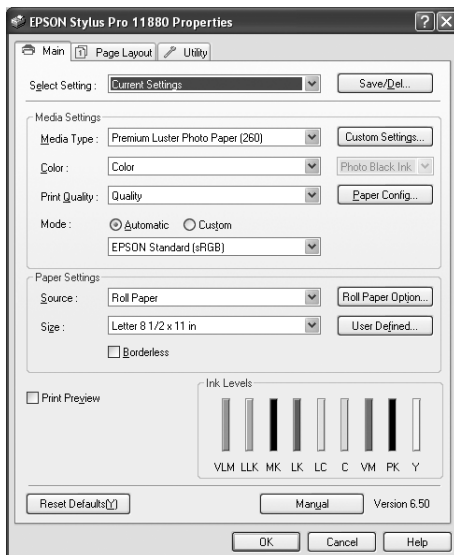 EPSON Stylus Pro 11880 Properties
Main Page Layout Utility
Select Setting : Current Settings Save/Del...
Media Settings
Media Type : Premium Luster Photo Paper (260) Custom Settings...
Color : Color Photo Black Ink
Print Quality : Quality Paper Config...
Mode : Automatic Custom
EPSON Standard (sRGB)
Paper Settings
Source : Roll Paper Roll Paper Option...
Size : Letter 8 1/2 x 11 in User Defined...
Borderless
Print Preview
Ink Levels
VLM LLK MK LK LC C VM PK Y
Reset Defaults(Y) Manual Version 6.50
OK Cancel Help